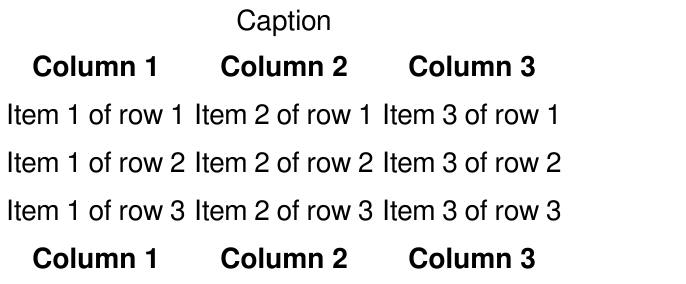 Caption
Column 1 Column 2 Column 3
Item 1 of row 1 Item 2 of row 1 Item 3 of row 1
Item 1 of row 2 Item 2 of row 2 Item 3 of row 2
Item 1 of row 3 Item 2 of row 3 Item 3 of row 3
Column 1 Column 2 Column 3